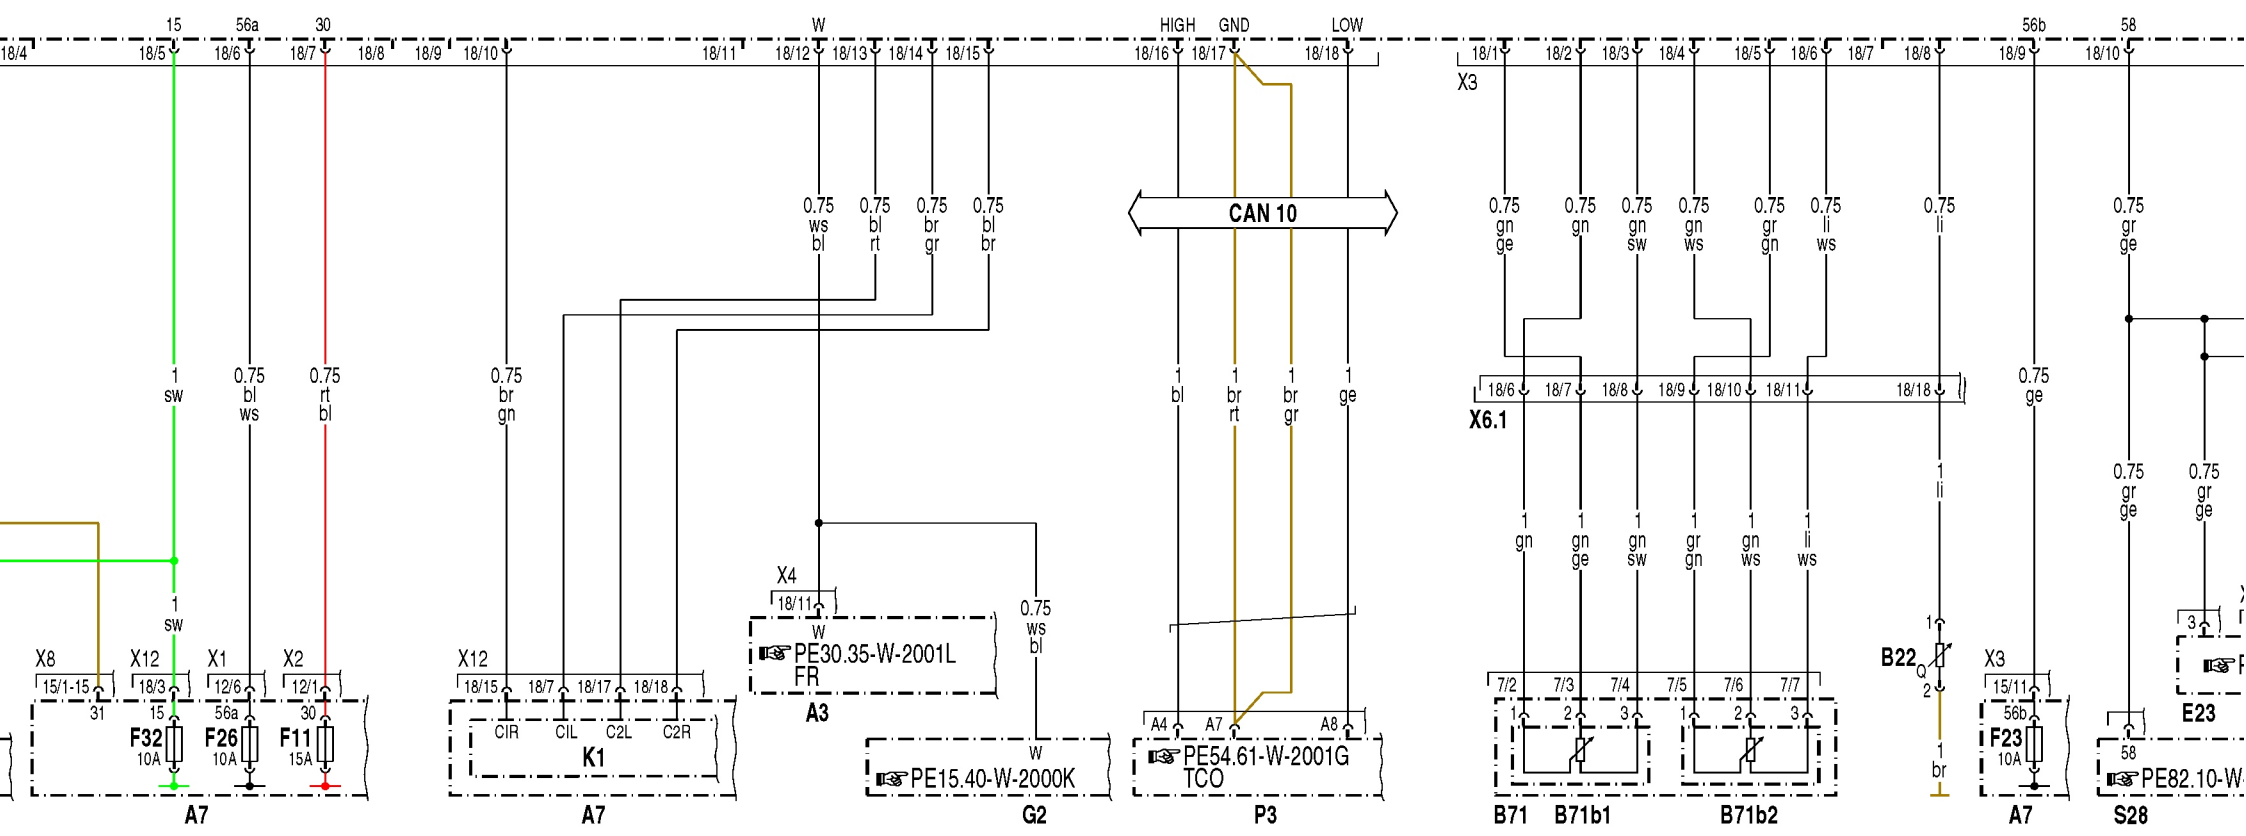 15 56a 30 W HIGH GND LOW 56b 58
18/4 18/5 18/6 18/7 18/8 18/9 18/10 18/11 18/12 18/13 18/14 18/15 18/16 18/17 18/18 18/1 18/2 18/3 18/4 18/5 18/6 18/7 18/8 18/9 18/10
X3
0.75 0.75 0.75 0.75 0.75 0.75 0.75 0.75 0.75 0.75 0.75 0.75
ws bl br bl CAN 10 gn gn gn gn gr li li gr
bl rt gr br ge sw ws gn ws ge
1 0.75 0.75 0.75 1 1 1 1 0.75
sw bl rt br bl br br ge ge
ws bl gn rt gr
18/6 18/7 18/8 18/9 18/10 18/11 18/18
X6.1
1 0.75 0.75
li gr gr
ge ge
1 1 1 1 1 1
gn gn gn gr gn li
ge sw gn ws ws
X4
18/11
1 0.75
sw ws
bl
1 3
W
PE30.35-W-2001L
FR
X8 X12 X1 X2 X12 B22 Q X3
15/1-15 18/3 12/6 12/1 18/15 18/7 18/17 18/18 7/2 7/3 7/4 7/5 7/6 7/7 2 15/11
A3
E23
31 15 56a 30 1 2 3 1 2 3 56b
A4 A7 A8
C1R C1L C2L C2R
F32 F26 F11 F23
10A 10A 15A 10A
K1
W
PE15.40-W-2000K
PE54.61-W-2001G
TCO
1
br
58
PE82.10-W
A7 A7 G2 P3 B71 B71b1 B71b2 A7 S28